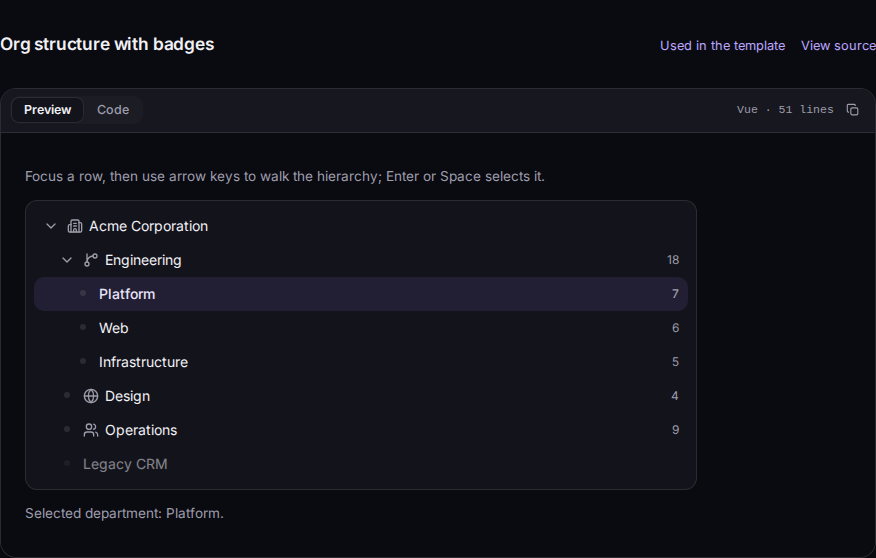 Org structure with badges
Used in the template View source
Preview Code
Vue · 51 lines
Focus a row, then use arrow keys to walk the hierarchy; Enter or Space selects it.
Acme Corporation
Engineering 18
Platform 7
Web 6
Infrastructure 5
Design 4
Operations 9
Legacy CRM
Selected department: Platform.